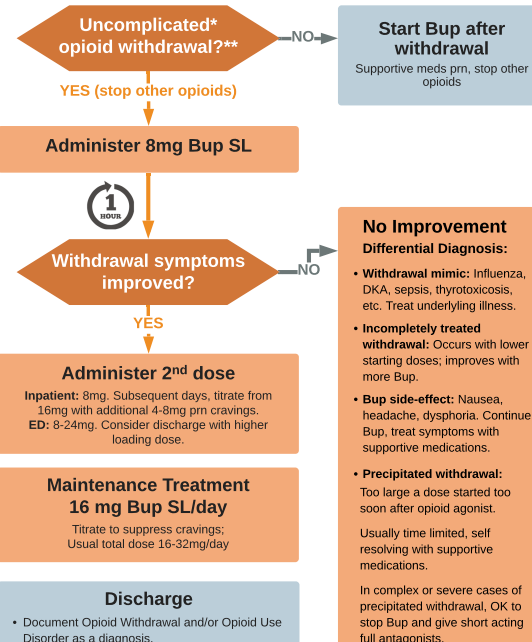 Uncomplicated*
opioid withdrawal?**
NO
Start Bup after
withdrawal
Supportive meds prn, stop other
opioids
YES (stop other opioids)
Administer 8mg Bup SL
1
HOUR
Withdrawal symptoms
improved?
NO
No Improvement
Differential Diagnosis:
• Withdrawal mimic: Influenza,
DKA, sepsis, thyrotoxicosis,
etc. Treat underlyling illness.
• Incompletely treated
withdrawal: Occurs with lower
starting doses; improves with
more Bup.
• Bup side-effect: Nausea,
headache, dysphoria. Continue
Bup, treat symptoms with
supportive medications.
• Precipitated withdrawal:
Too large a dose started too
soon after opioid agonist.
Usually time limited, self
resolving with supportive
medications.
In complex or severe cases of
precipitated withdrawal, OK to
stop Bup and give short acting
full antagonists.
YES
Administer 2nd dose
Inpatient: 8mg. Subsequent days, titrate from
16mg with additional 4-8mg prn cravings.
ED: 8-24mg. Consider discharge with higher
loading dose.
Maintenance Treatment
16 mg Bup SL/day
Titrate to suppress cravings;
Usual total dose 16-32mg/day
Discharge
• Document Opioid Withdrawal and/or Opioid Use
Disorder as a diagnosis.